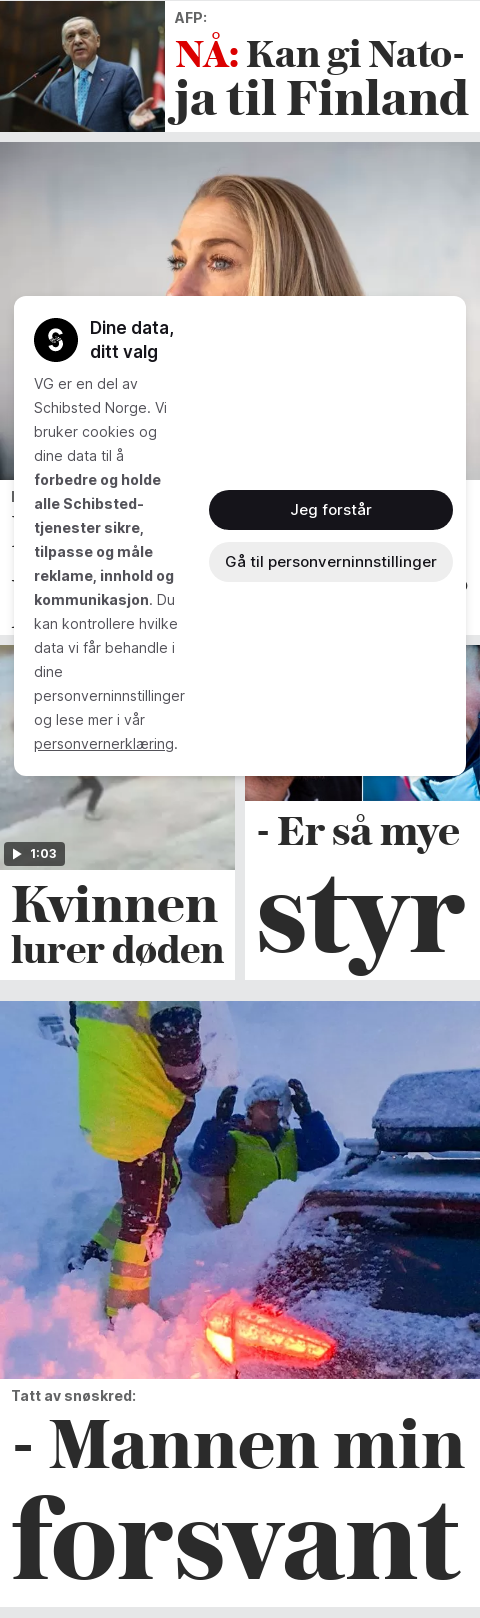 AFP:
NÅ: Kan gi Nato-
ja til Finland
Dine data,
ditt valg
VG er en del av
Schibsted Norge. Vi
bruker cookies og
dine data til å
forbedre og holde
alle Schibsted-
tjenester sikre,
tilpasse og måle
reklame, innhold og
kommunikasjon. Du
kan kontrollere hvilke
data vi får behandle i
dine
personverninnstillinger
og lese mer i vår
personvernerklæring.
Jeg forstår
Gå til personverninnstillinger
1:03
Kvinnen
lurer døden
- Er så mye
styr
Tatt av snøskred:
- Mannen min
forsvant